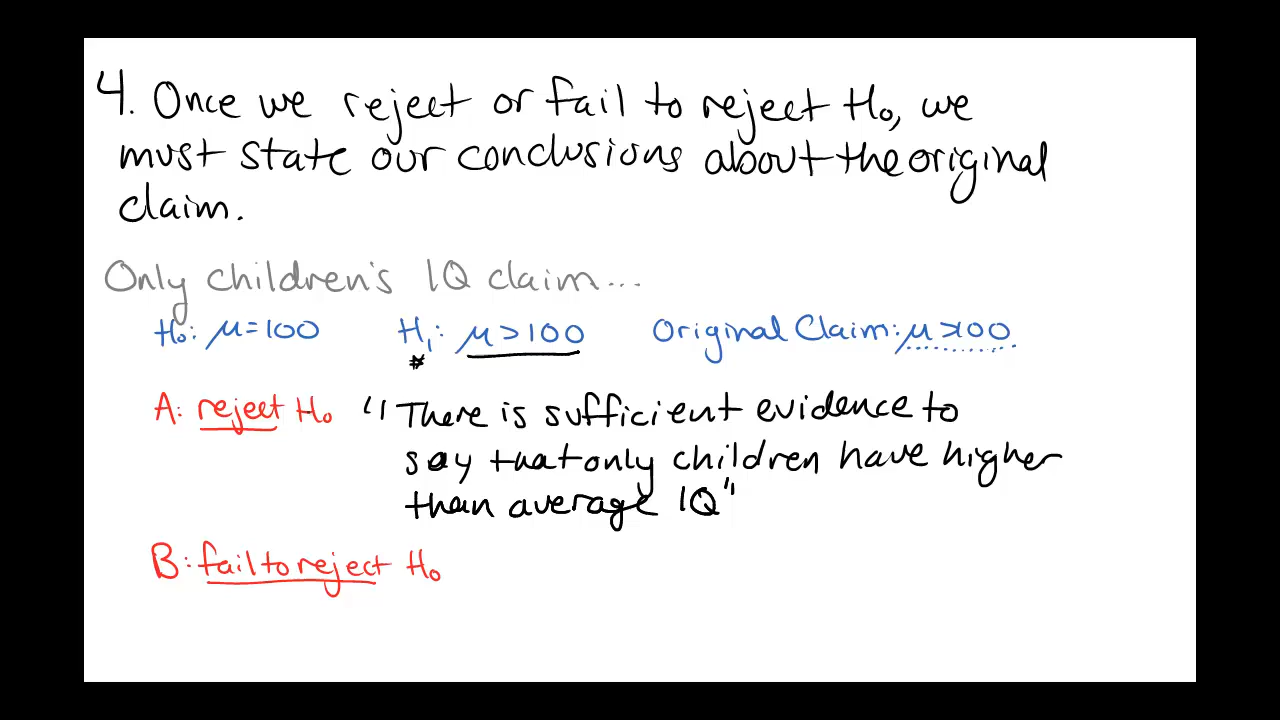 4. Once we reject or fail to reject H₀, we
must state our conclusions about the original
claim.
Only children's IQ claim...
H₀: μ=100 H₁: μ>100 Original Claim: μ>100
*
A: reject H₀ "There is sufficient evidence to
say that only children have higher
than average IQ"
B: fail to reject H₀